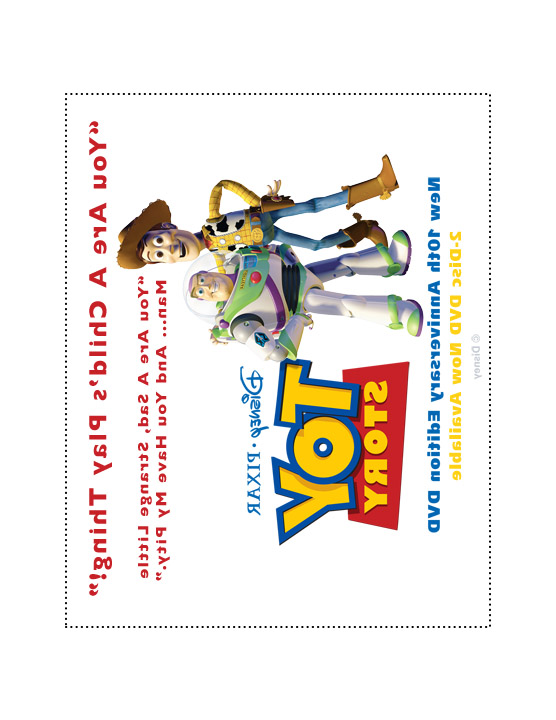 “You Are A Child's Play Thing!”
“You Are A Sad, Strange Little
Man... And You Have My Pity.”
Disney • PIXAR
TOY
STORY
New 10th Anniversary Edition DVD
2-Disc DVD Now Available
© Disney